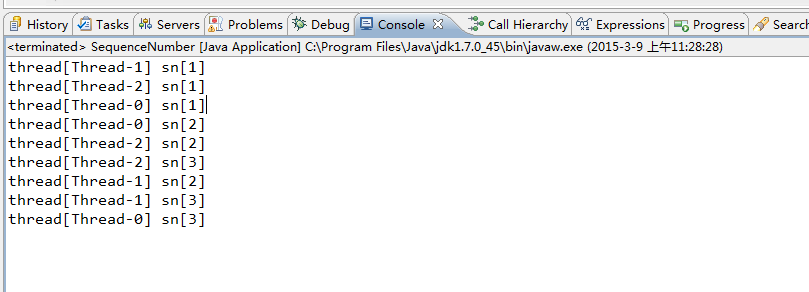 History Tasks Servers Problems Debug Console Call Hierarchy Expressions Progress Search
<terminated> SequenceNumber [Java Application] C:\Program Files\Java\jdk1.7.0_45\bin\javaw.exe (2015-3-9 上午11:28:28)
thread[Thread-1] sn[1]
thread[Thread-2] sn[1]
thread[Thread-0] sn[1]
thread[Thread-0] sn[2]
thread[Thread-2] sn[2]
thread[Thread-2] sn[3]
thread[Thread-1] sn[2]
thread[Thread-1] sn[3]
thread[Thread-0] sn[3]